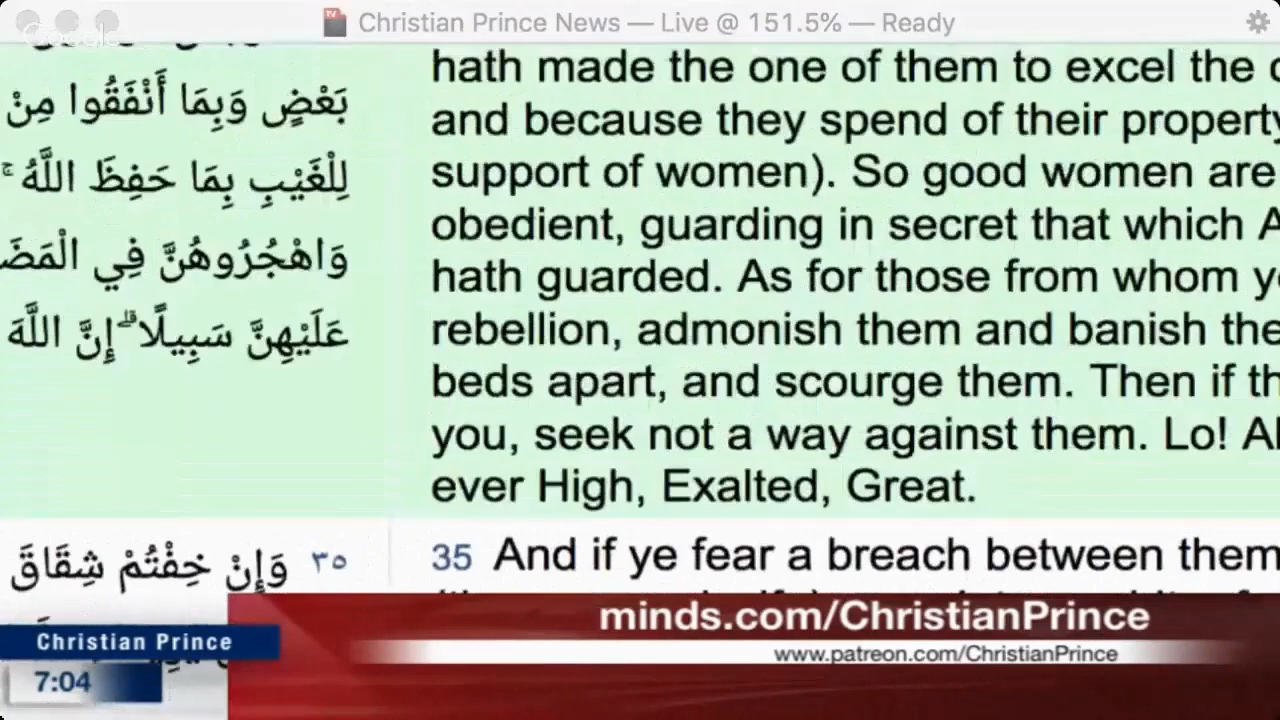 Christian Prince News — Live @ 151.5% — Ready
Google
hath made the one of them to excel the
بَعْضٍ وَبِمَا أَنْفَقُوا مِنْ
and because they spend of their property
لِلْغَيْبِ بِمَا حَفِظَ اللَّهُ ۚ
support of women). So good women are
obedient, guarding in secret that which A
وَاهْجُرُوهُنَّ فِي الْمَضَ
hath guarded. As for those from whom y
عَلَيْهِنَّ سَبِيلًا ۗ إِنَّ اللَّهَ
rebellion, admonish them and banish the
beds apart, and scourge them. Then if th
you, seek not a way against them. Lo! Al
ever High, Exalted, Great.
٣٥ وَإِنْ خِفْتُمْ شِقَاقَ
35 And if ye fear a breach between them
minds.com/ChristianPrince
Christian Prince
www.patreon.com/ChristianPrince
7:04